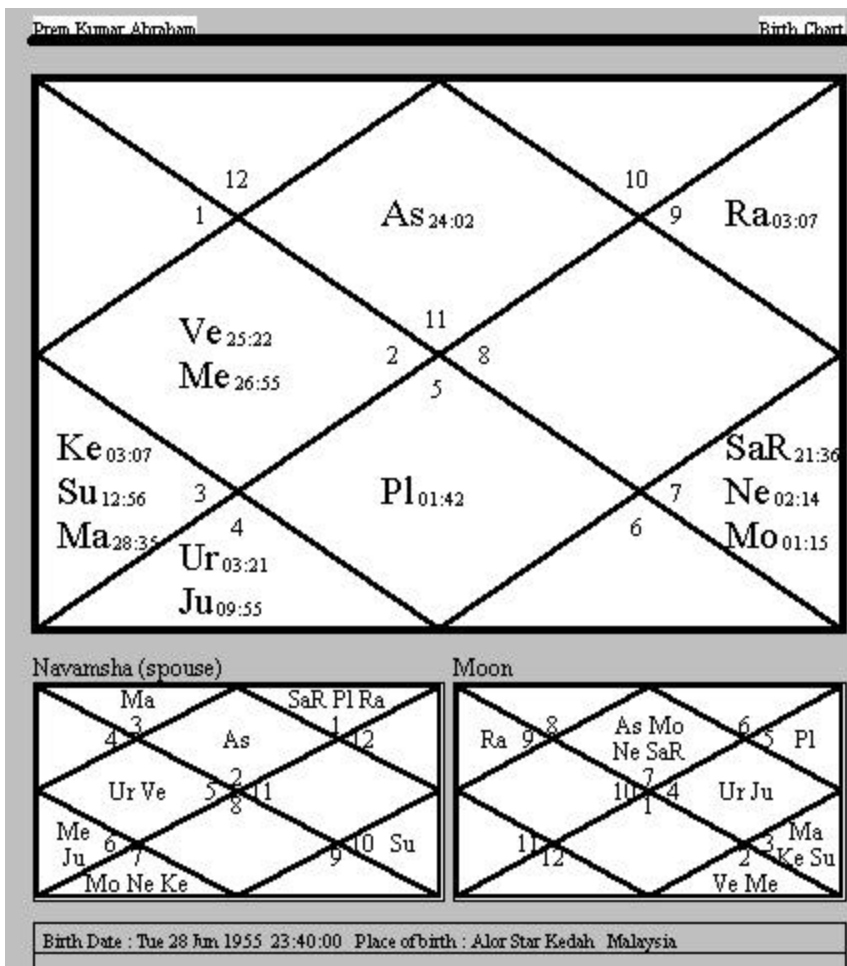 Prem Kumar Abraham Birth Chart
12 10
1 As 24:02 9 Ra 03:07
11
Ve 25:22
2 8
Me 26:55
5
Ke 03:07 SaR 21:36
Su 12:56 3 Pl 01:42 7 Ne 02:14
Ma 28:35 4 6 Mo 01:15
Ur 03:21
Ju 09:55
Navamsha (spouse) Moon
Ma SaR Pl Ra
3 1
4 As 12
2
Ur Ve 5 11
8
Me 6 10 Su
Ju 7 9
Mo Ne Ke
As Mo
8 6
Ra 9 Ne SaR 5 Pl
7
10 4 Ur Ju
1
11 3 Ma
12 2 Ke Su
Ve Me
Birth Date : Tue 28 Jun 1955 23:40:00 Place of birth : Alor Star Kedah Malaysia